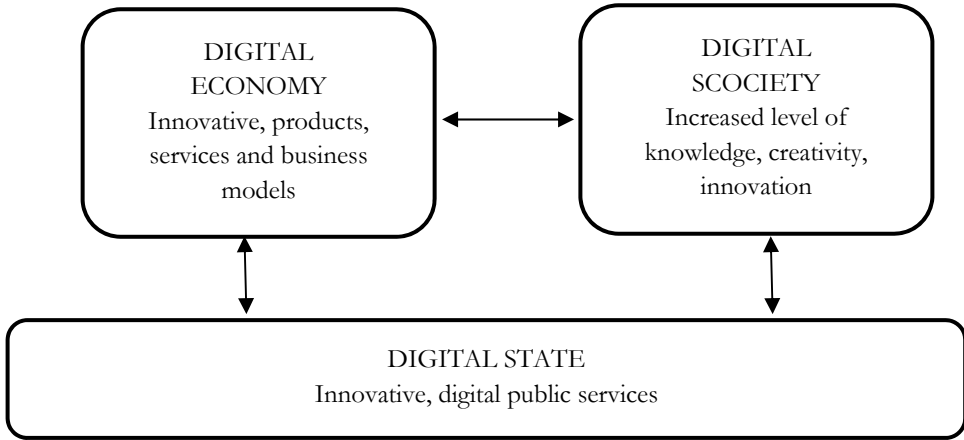 DIGITAL
ECONOMY
Innovative, products,
services and business
models
DIGITAL
SCOCIETY
Increased level of
knowledge, creativity,
innovation
DIGITAL STATE
Innovative, digital public services